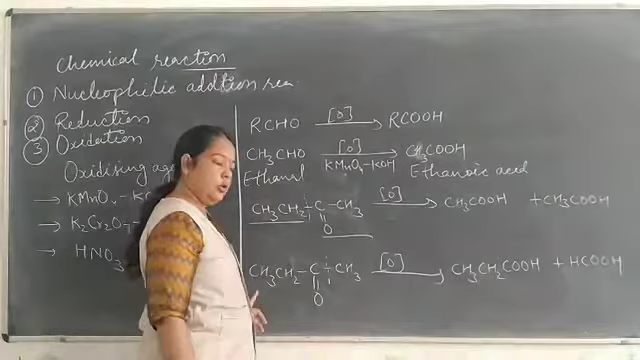 Chemical reaction
① Nucleophilic addtion rea
② Reduction
③ Oxidation
Oxidising age
→ KMnO4 - K
→ K2Cr2O7 -
→ HNO3
RCHO [O] → RCOOH
CH3CHO [O] KMnO4-KOH → CH3COOH
Ethanal Ethanoic acid
CH3CH2-C-CH3 [O] → CH3COOH + CH3COOH
O
CH3CH2-C-CH3 [O] → CH3CH2COOH + HCOOH
O